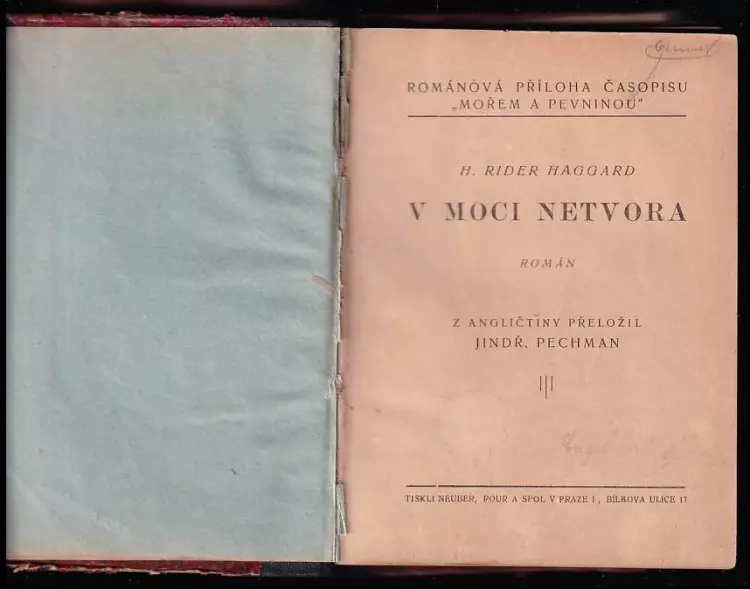 ROMÁNOVÁ PŘÍLOHA ČASOPISU
„MOŘEM A PEVNINOU"
H. RIDER HAGGARD
V MOCI NETVORA
ROMÁN
Z ANGLIČTINY PŘELOŽIL
JINDŘ. PECHMAN
TISKLI NEUBER, POUR A SPOL V PRAZE I, BÍLKOVA ULICE 17